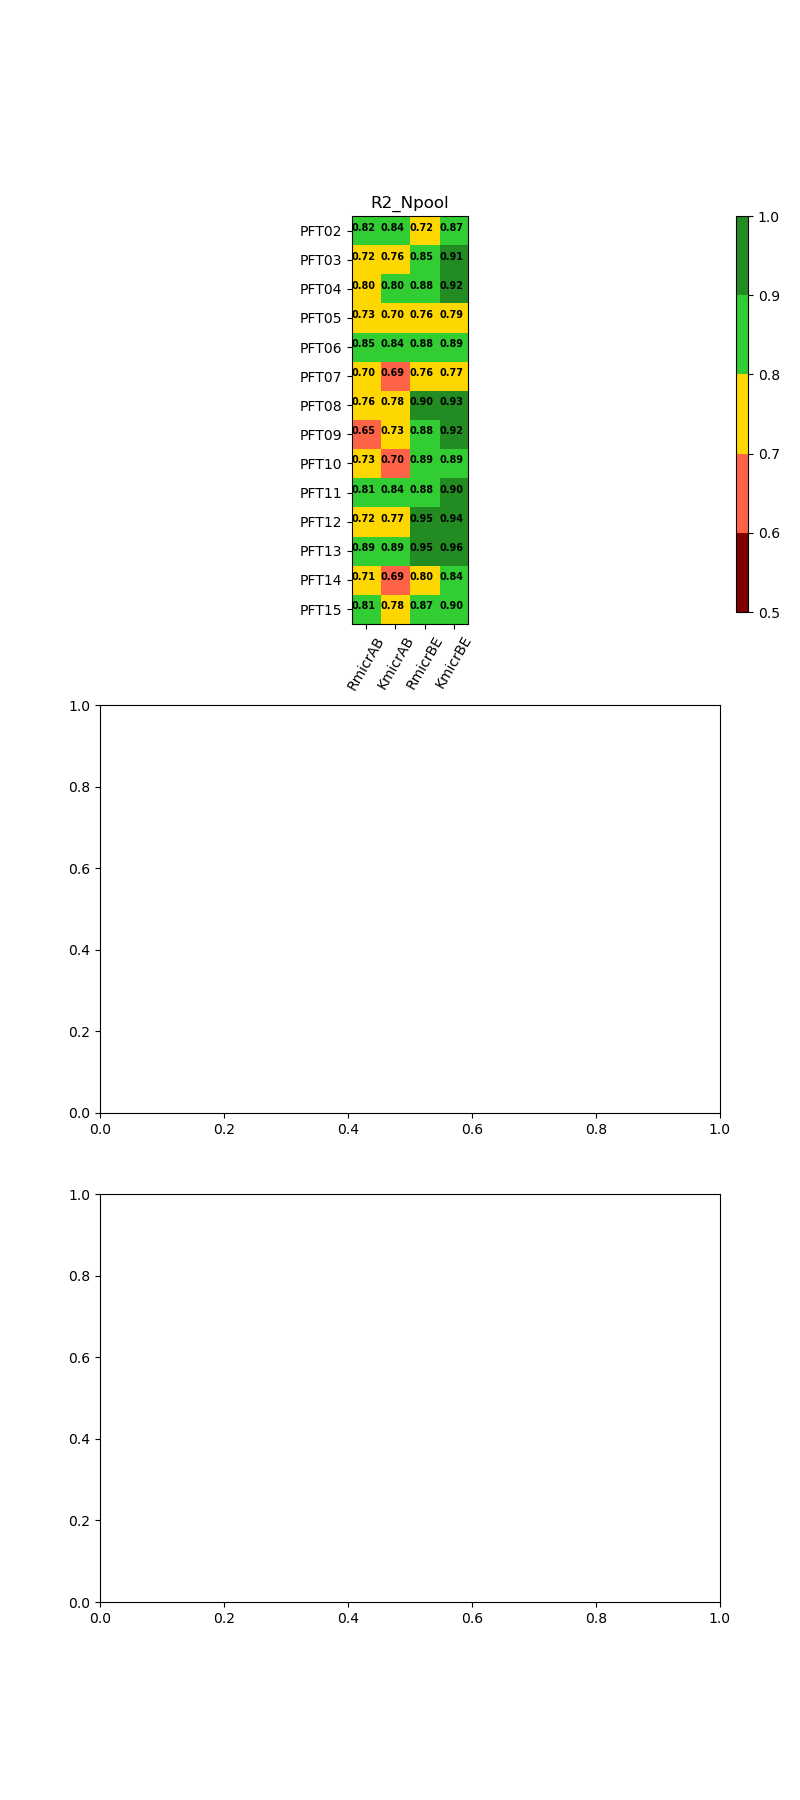 R2_Npool
PFT02 0.82 0.84 0.72 0.87
PFT03 0.72 0.76 0.85 0.91
PFT04 0.80 0.80 0.88 0.92
PFT05 0.73 0.70 0.76 0.79
PFT06 0.85 0.84 0.88 0.89
PFT07 0.70 0.69 0.76 0.77
PFT08 0.76 0.78 0.90 0.93
PFT09 0.65 0.73 0.88 0.92
PFT10 0.73 0.70 0.89 0.89
PFT11 0.81 0.84 0.88 0.90
PFT12 0.72 0.77 0.95 0.94
PFT13 0.89 0.89 0.95 0.96
PFT14 0.71 0.69 0.80 0.84
PFT15 0.81 0.78 0.87 0.90
RmicrAB KmicrAB RmicrBE KmicrBE
1.0
0.9
0.8
0.7
0.6
0.5
1.0
0.8
0.6
0.4
0.2
0.0
0.0 0.2 0.4 0.6 0.8 1.0
1.0
0.8
0.6
0.4
0.2
0.0
0.0 0.2 0.4 0.6 0.8 1.0